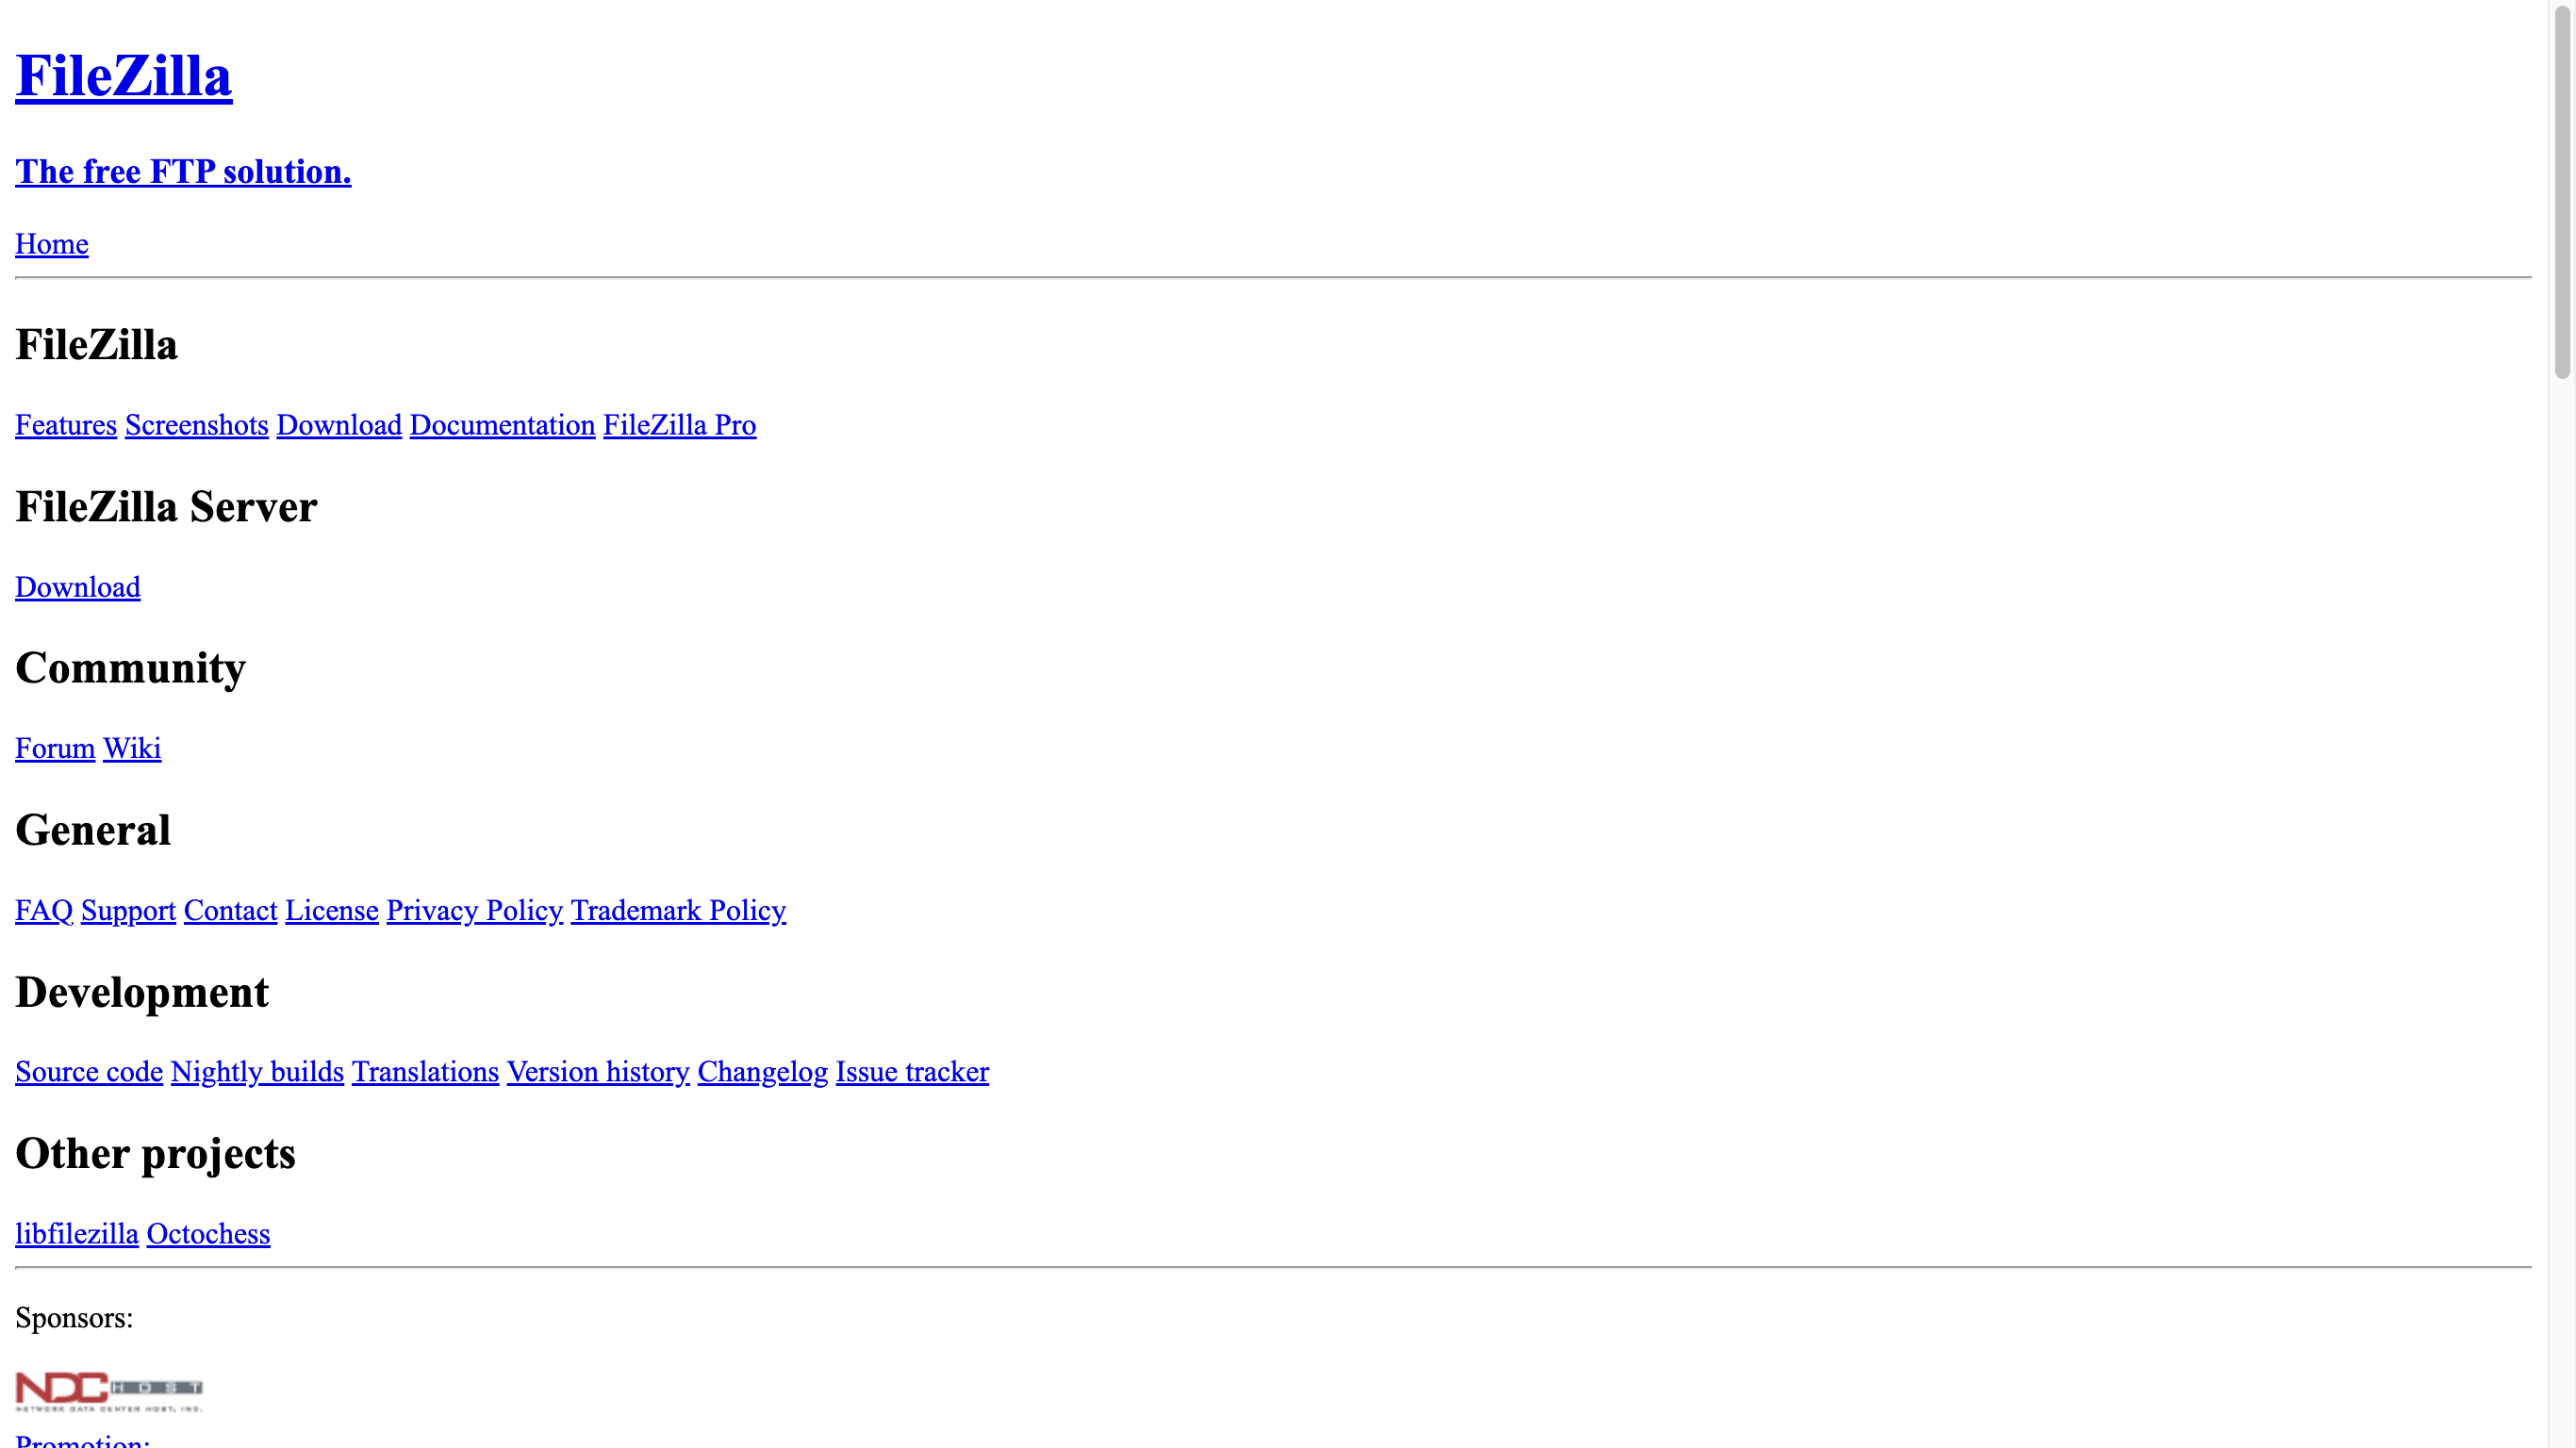 FileZilla
The free FTP solution.
Home
FileZilla
Features Screenshots Download Documentation FileZilla Pro
FileZilla Server
Download
Community
Forum Wiki
General
FAQ Support Contact License Privacy Policy Trademark Policy
Development
Source code Nightly builds Translations Version history Changelog Issue tracker
Other projects
libfilezilla Octochess
Sponsors:
NDC HOST
NETWORK DATA CENTER HOST, INC.
Promotion: